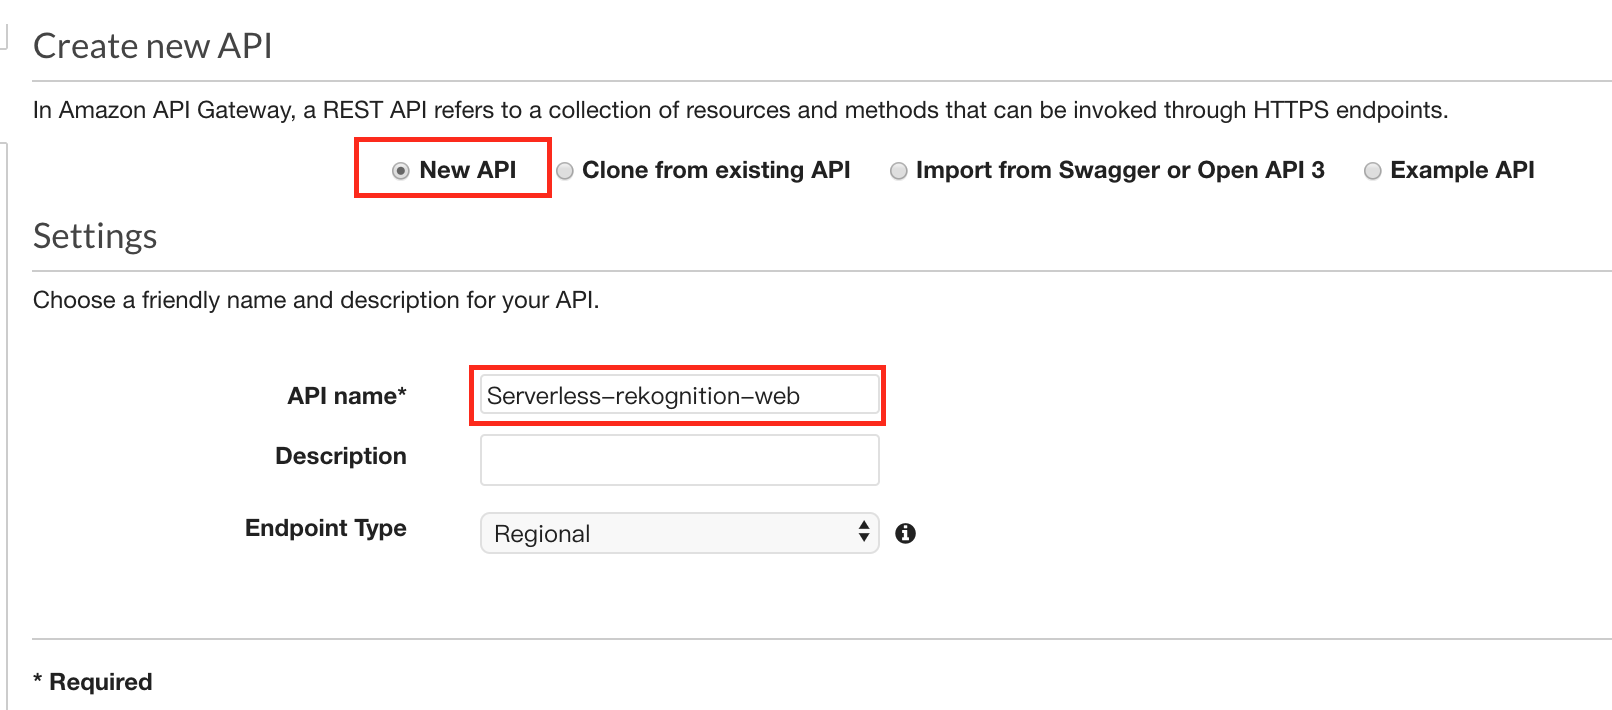 Create new API
In Amazon API Gateway, a REST API refers to a collection of resources and methods that can be invoked through HTTPS endpoints.
New API Clone from existing API Import from Swagger or Open API 3 Example API
Settings
Choose a friendly name and description for your API.
API name* Serverless-rekognition-web
Description
Endpoint Type Regional
* Required